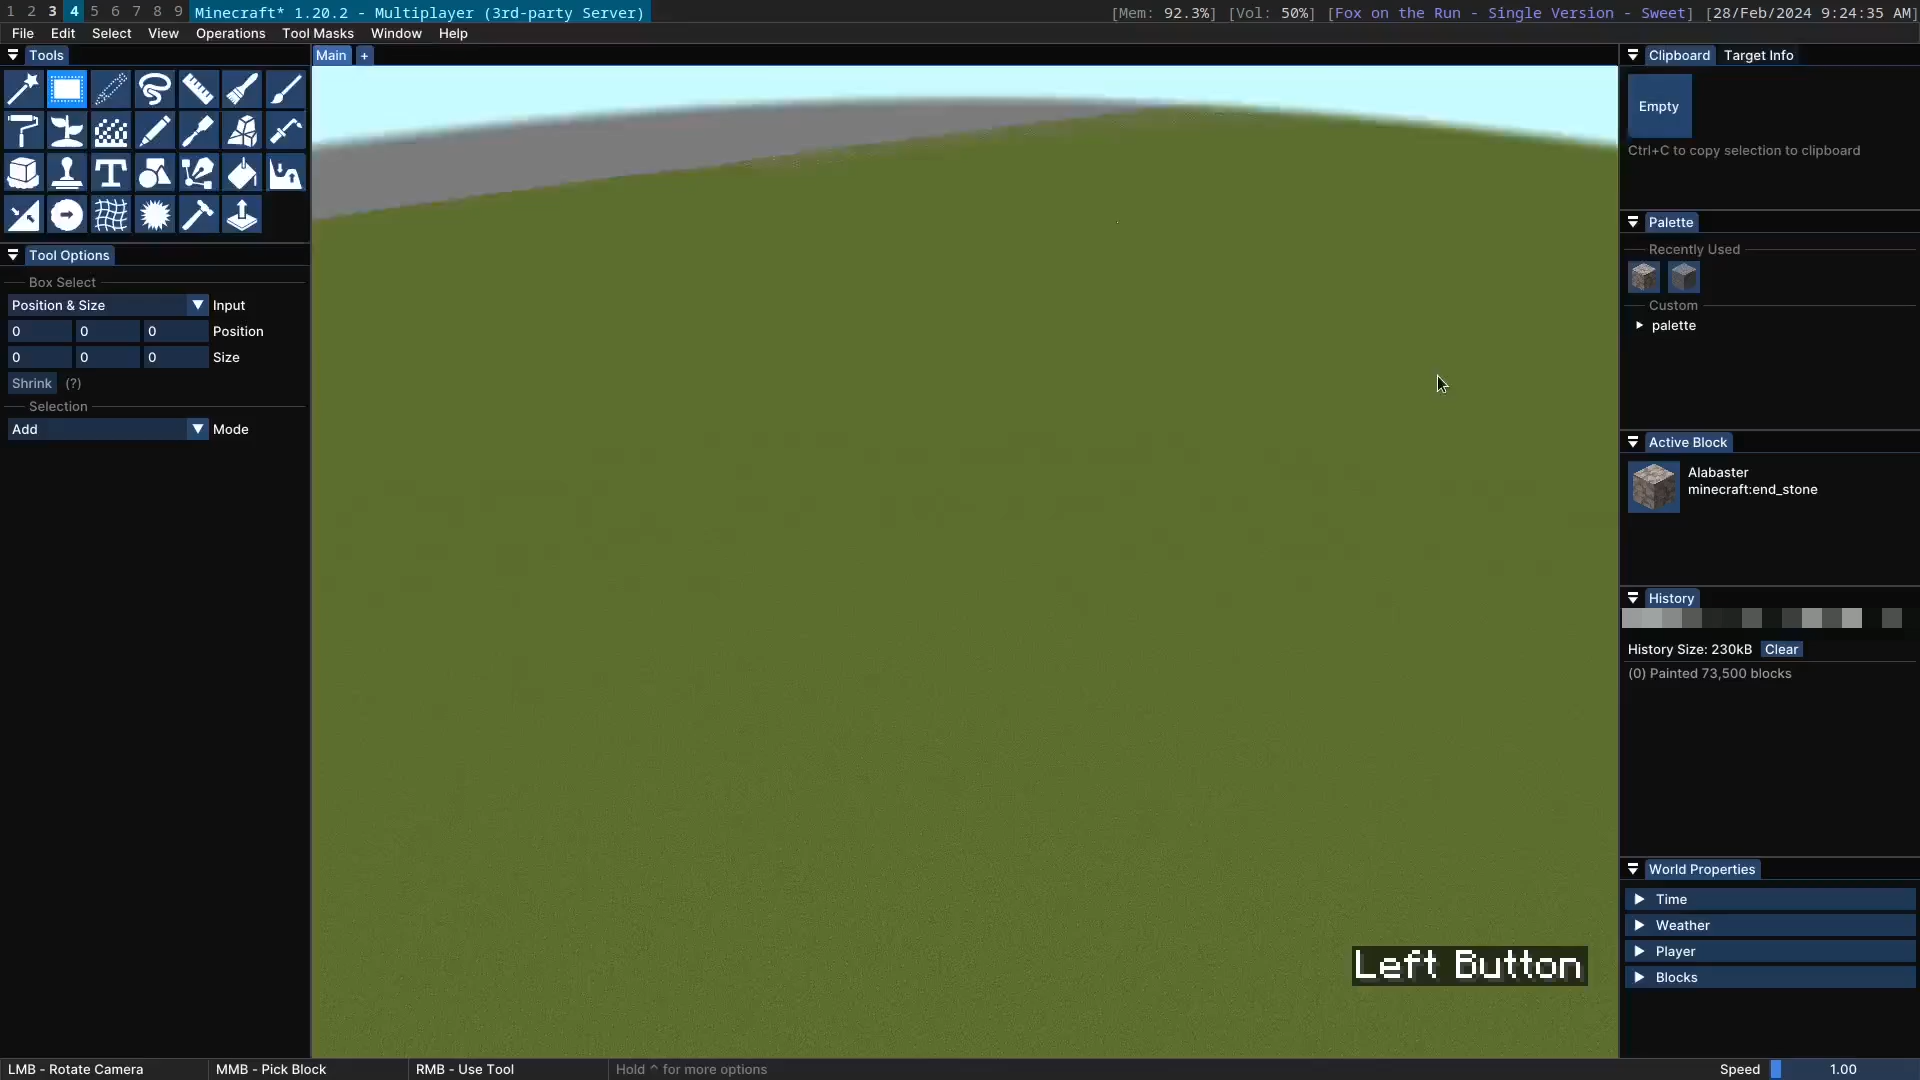 1 2 3 4 5 6 7 8 9 Minecraft* 1.20.2 - Multiplayer (3rd-party Server) [Mem: 92.3%] [Vol: 50%] [Fox on the Run - Single Version - Sweet] [28/Feb/2024 9:24:35 AM]
File Edit Select View Operations Tool Masks Window Help
Tools
Main +
Clipboard Target Info
Empty
Ctrl+C to copy selection to clipboard
Palette
Recently Used
Custom
palette
Tool Options
Box Select
Position & Size Input
0 0 0 Position
0 0 0 Size
Shrink (?)
Selection
Add Mode
Active Block
Alabaster
minecraft:end_stone
History
History Size: 230kB Clear
(0) Painted 73,500 blocks
World Properties
Time
Weather
Player
Blocks
Left Button
LMB - Rotate Camera MMB - Pick Block RMB - Use Tool Hold ^ for more options Speed 1.00